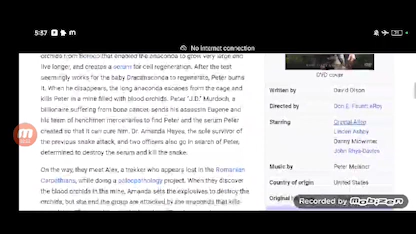 5:37
No internet connection
orchids from Borneo that enabled the anaconda to grow very large and
live longer, and creates a serum for cell regeneration. After the test
seemingly works for the baby Dracanaconda to regenerate, Peter burns
it. When he disappears, the long anaconda escapes from the cage and
kills Peter in a mine filled with blood orchids. Peter "J.D." Murdoch, a
billionaire suffering from bone cancer, sends his assassin Eugene and
his team of henchmen mercenaries to find Peter and the serum Peter
created so that it can cure him. Dr. Amanda Hayes, the sole survivor of
the previous snake attack, and two officers also go in search of Peter,
determined to destroy the serum and kill the snake.
On the way, they meet Alex, a trekker who appears lost in the Romanian
Carpathians, while doing a paleopathology project. When they discover
the blood orchids in the mine, Amanda sets the explosives to destroy the
orchids, but she and the group are attacked by the anaconda that kills
DVD cover
Written by David Olson
Directed by Don E. FauntLeRoy
Starring Crystal Allen
Linden Ashby
Danny Midwinter
John Rhys-Davies
Music by Peter Meisner
Country of origin United States
Original
Recorded by mobizen